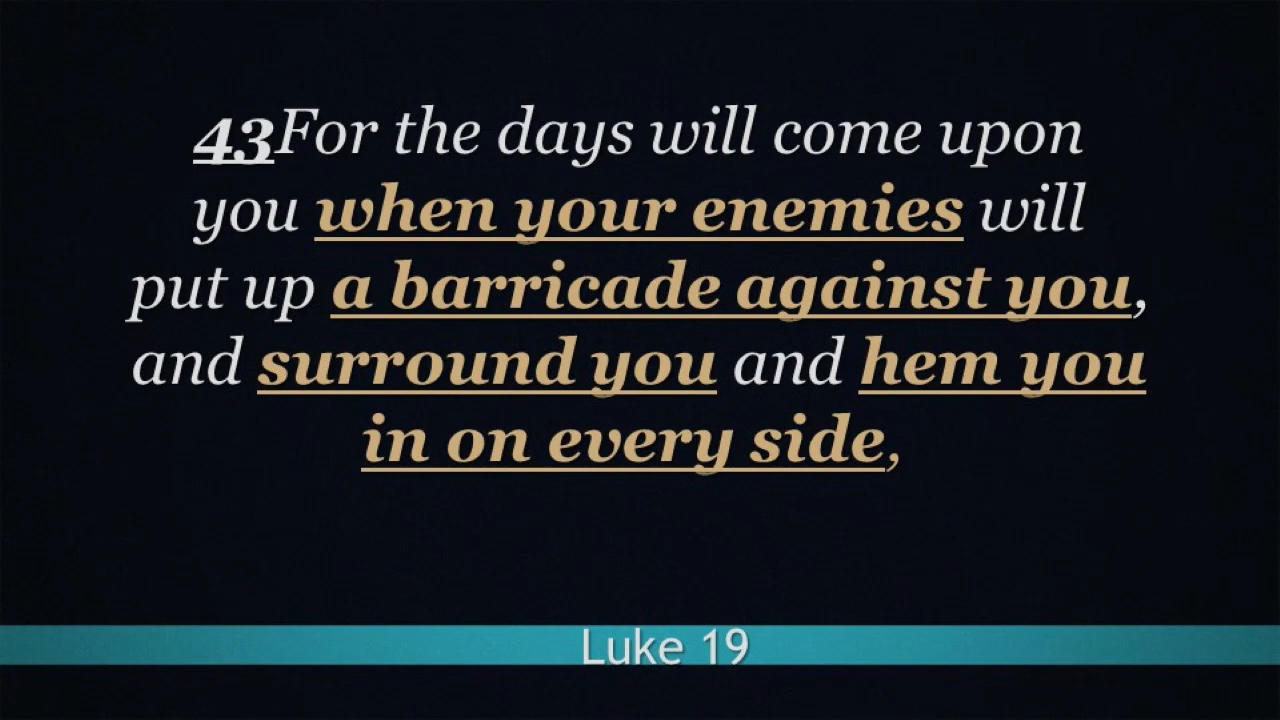 43For the days will come upon
you when your enemies will
put up a barricade against you,
and surround you and hem you
in on every side,
Luke 19